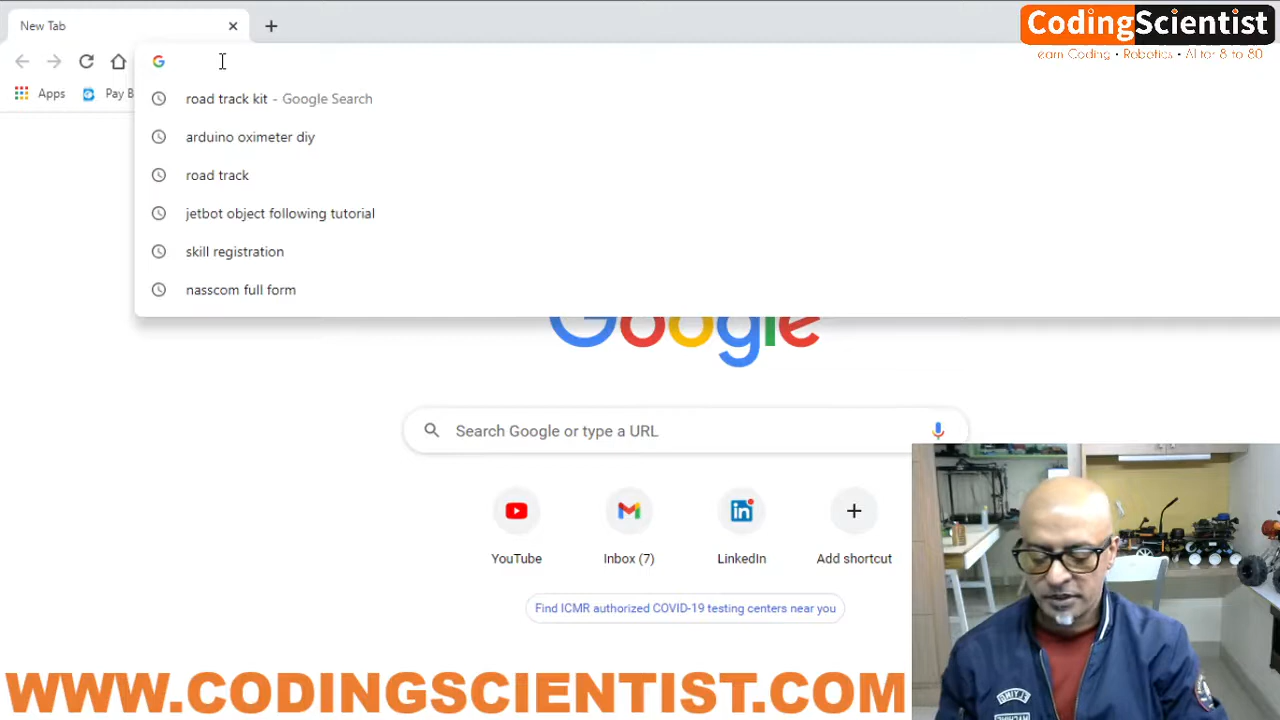 New Tab
CodingScientist
earn Coding • Robotics • AI for 8 to 80
Apps
Pay B
road track kit - Google Search
arduino oximeter diy
road track
jetbot object following tutorial
skill registration
nasscom full form
Google
Search Google or type a URL
YouTube
Inbox (7)
LinkedIn
Add shortcut
Find ICMR authorized COVID-19 testing centers near you
WWW.CODINGSCIENTIST.COM